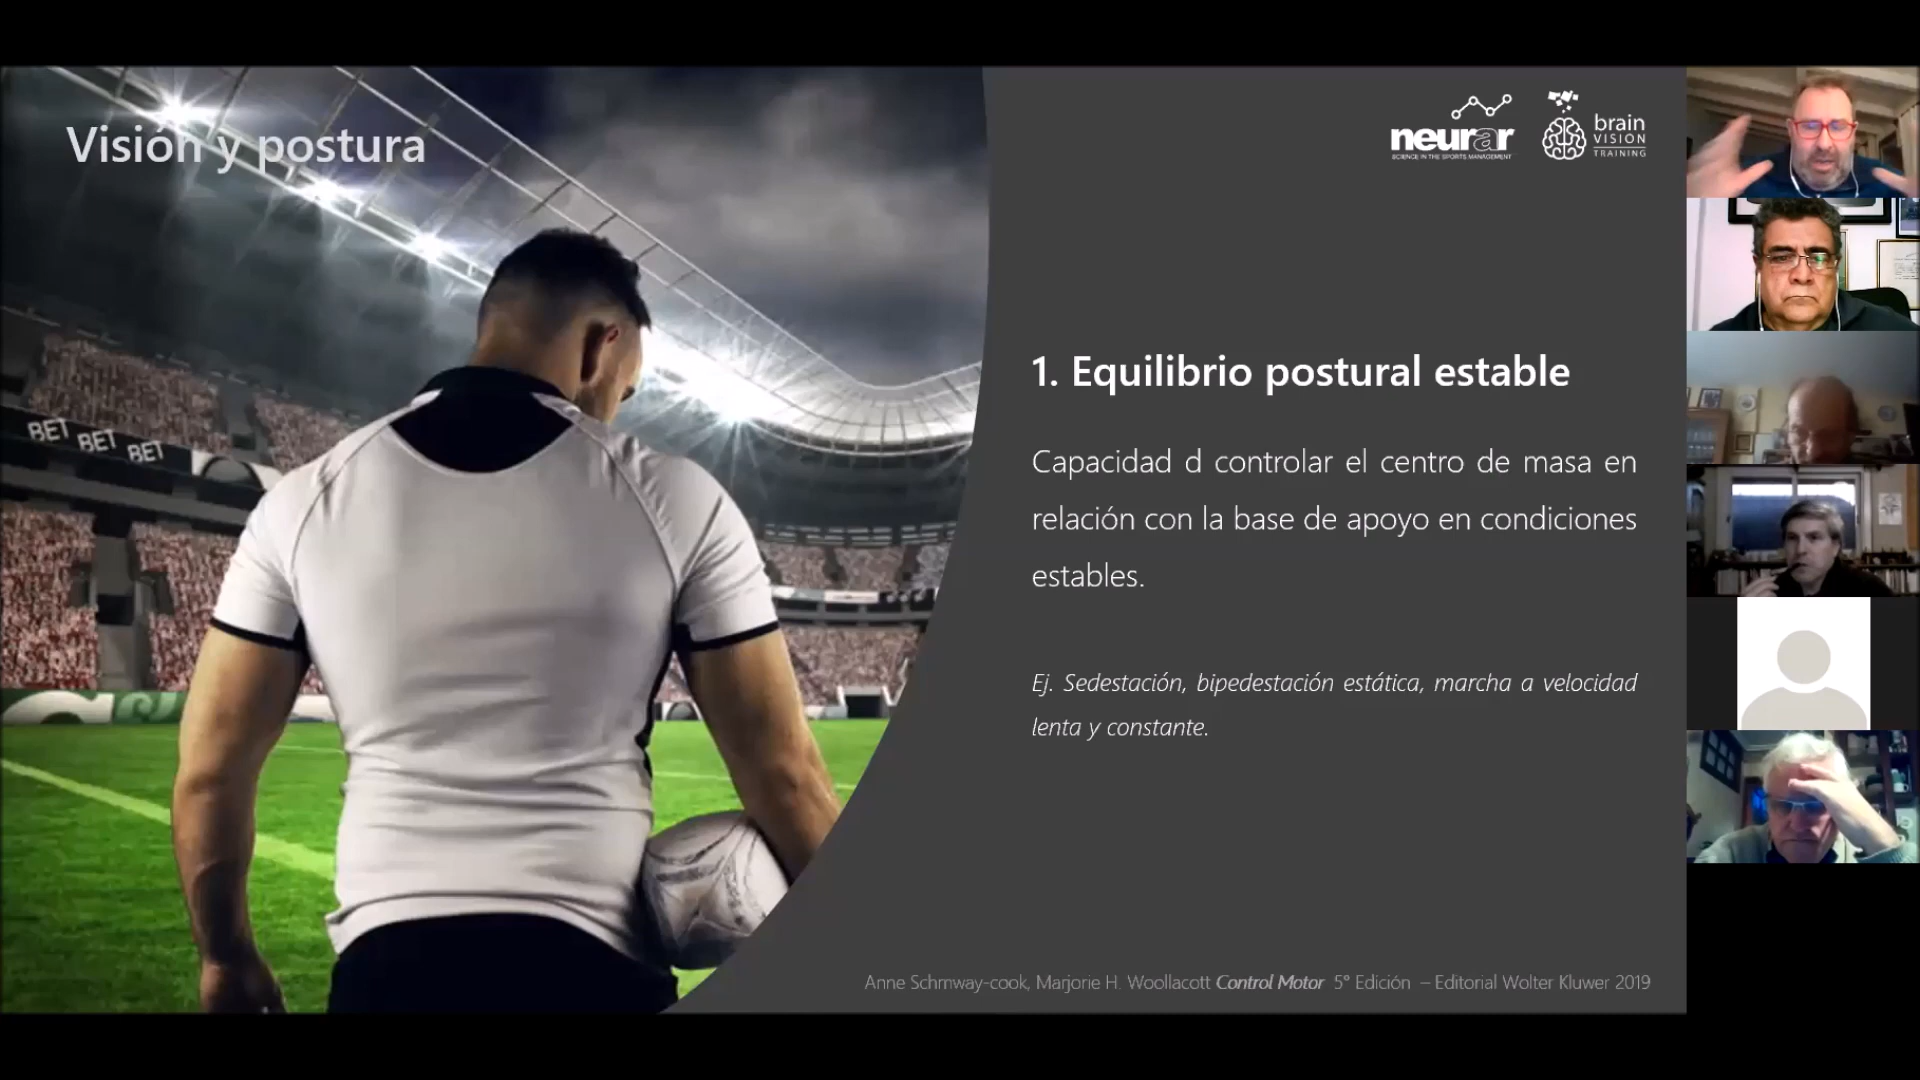 Visión y postura
BET BET BET
neurar
SCIENCE IN THE SPORTS MANAGEMENT
brain
VISION
TRAINING
1. Equilibrio postural estable
Capacidad d controlar el centro de masa en
relación con la base de apoyo en condiciones
estables.
Ej. Sedestación, bipedestación estática, marcha a velocidad
lenta y constante.
Anne Schmway-cook, Marjorie H. Woollacott Control Motor 5° Edición – Editorial Wolter Kluwer 2019